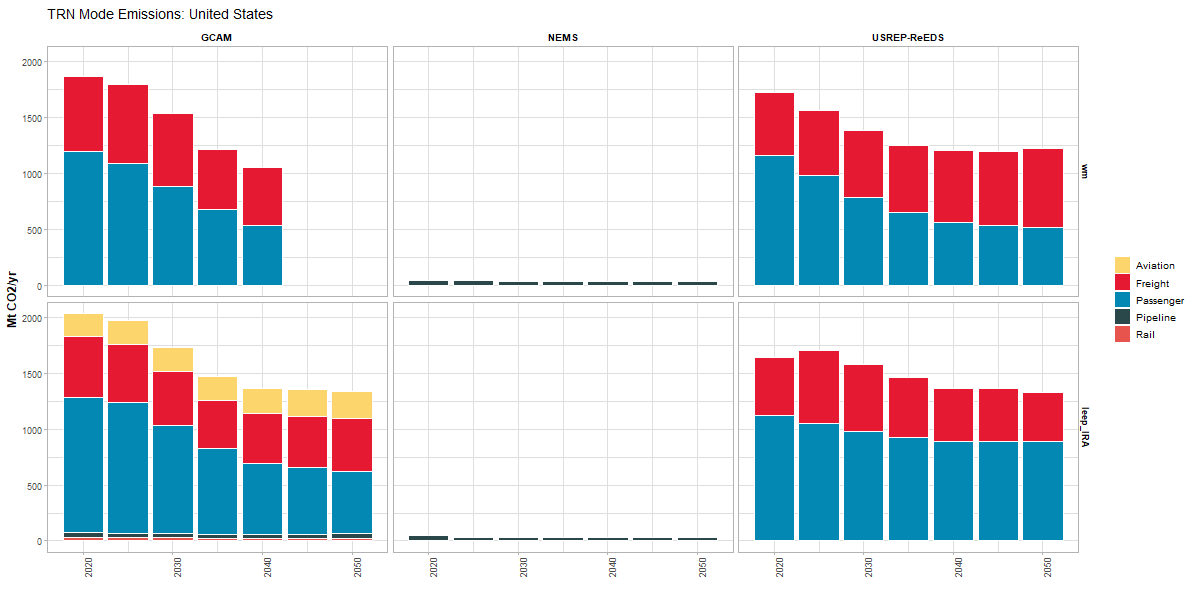 TRN Mode Emissions: United States
GCAM
NEMS
USREP-ReEDS
Mt CO2/yr
2000
1500
1000
500
0
wm
2000
1500
1000
500
0
leep_IRA
2020
2030
2040
2050
2020
2030
2040
2050
2020
2030
2040
2050
Aviation
Freight
Passenger
Pipeline
Rail